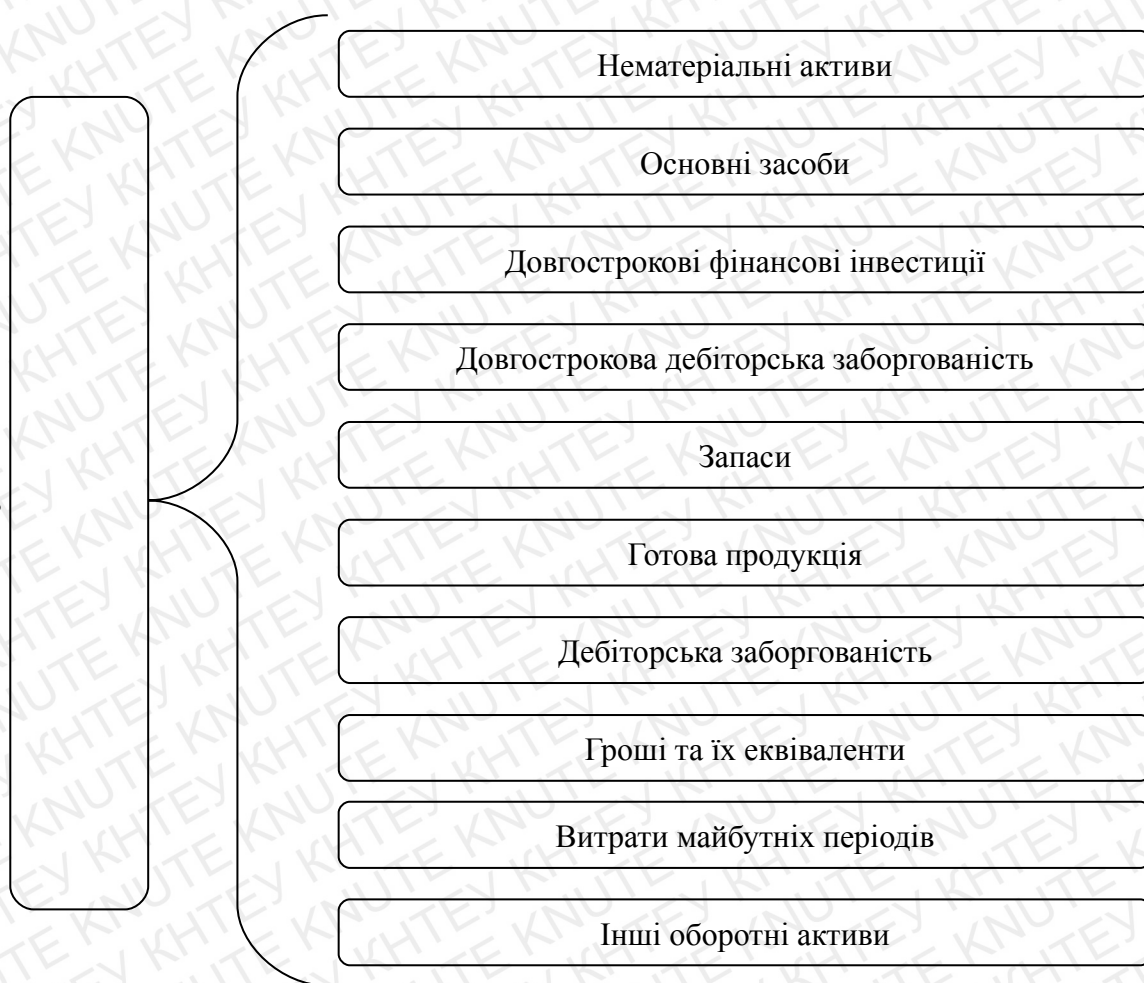 Нематеріальні активи
Основні засоби
Довгострокові фінансові інвестиції
Довгострокова дебіторська заборгованість
Запаси
Готова продукція
Дебіторська заборгованість
Гроші та їх еквіваленти
Витрати майбутніх періодів
Інші оборотні активи